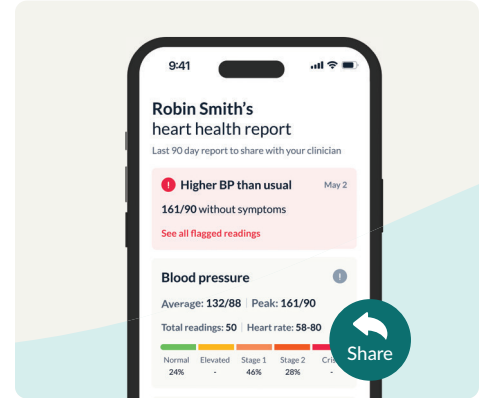 9:41
Robin Smith's
heart health report
Last 90 day report to share with your clinician
! Higher BP than usual May 2
161/90 without symptoms
See all flagged readings
Blood pressure !
Average: 132/88 | Peak: 161/90
Total readings: 50 | Heart rate: 58-80
Normal Elevated Stage 1 Stage 2
24% - 46% 28% -
Share